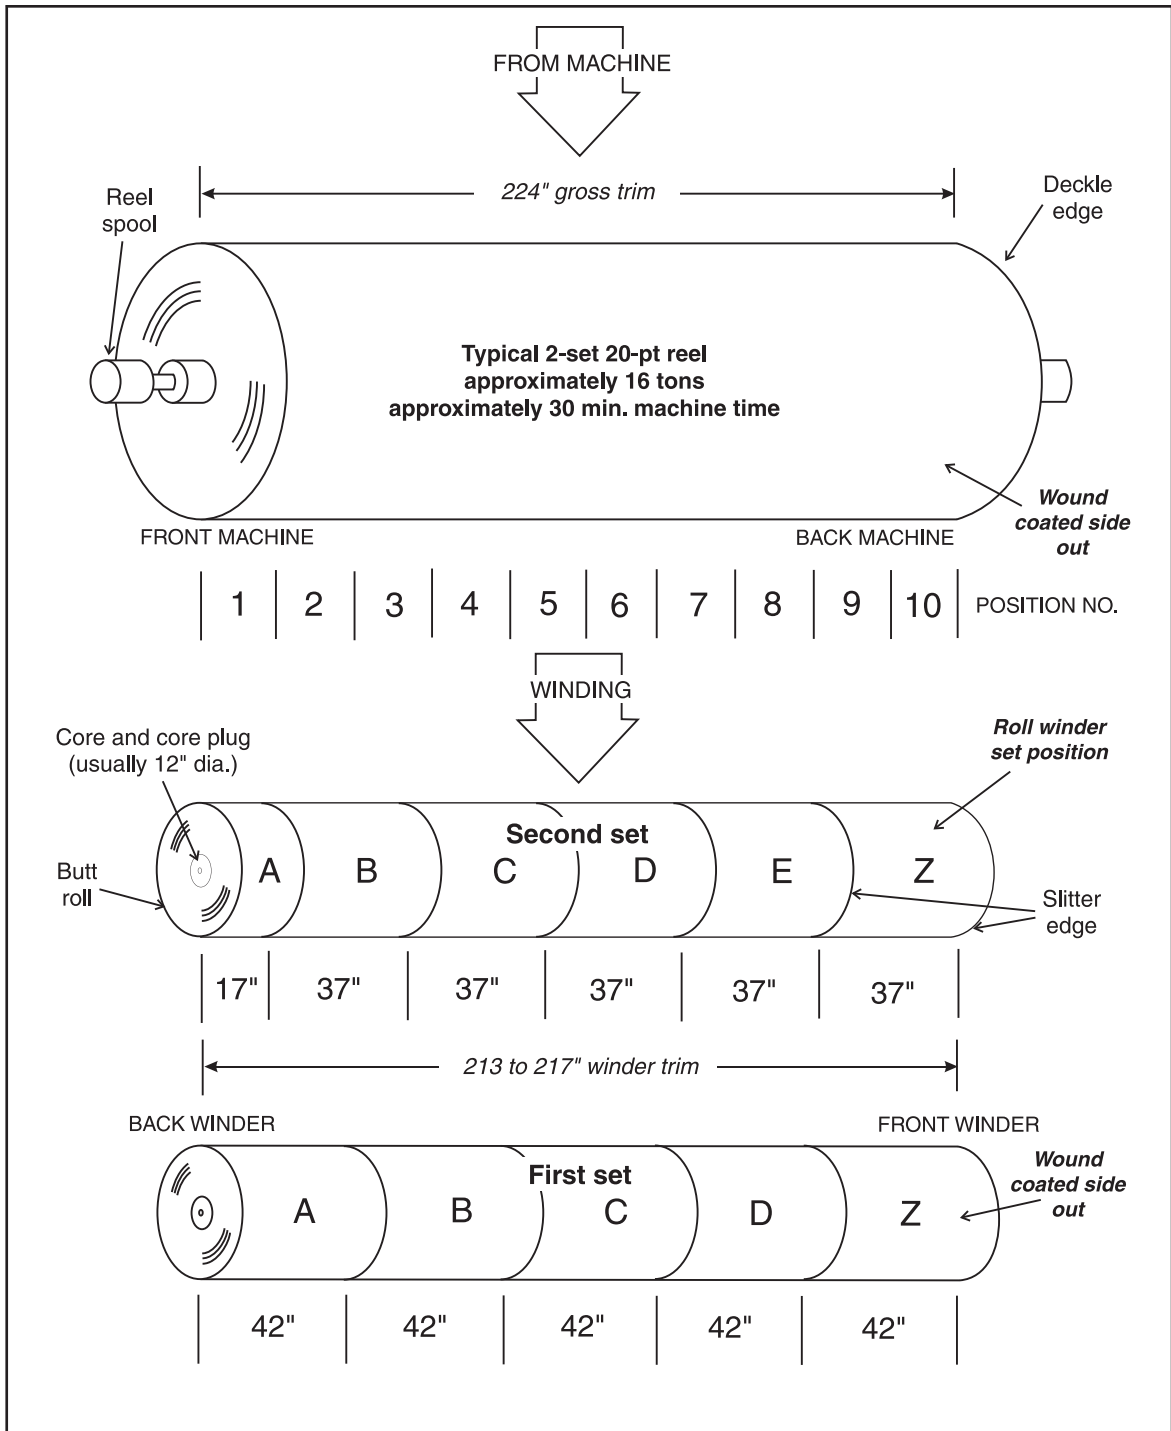 FROM MACHINE
224" gross trim
Reel
spool
Deckle
edge
Typical 2-set 20-pt reel
approximately 16 tons
approximately 30 min. machine time
Wound
coated side
out
FRONT MACHINE
BACK MACHINE
1 2 3 4 5 6 7 8 9 10 POSITION NO.
WINDING
Core and core plug
(usually 12" dia.)
Roll winder
set position
Second set
Butt
roll
A B C D E Z
Slitter
edge
17" 37" 37" 37" 37" 37"
213 to 217" winder trim
BACK WINDER
FRONT WINDER
First set
Wound
coated side
out
A B C D Z
42" 42" 42" 42" 42"